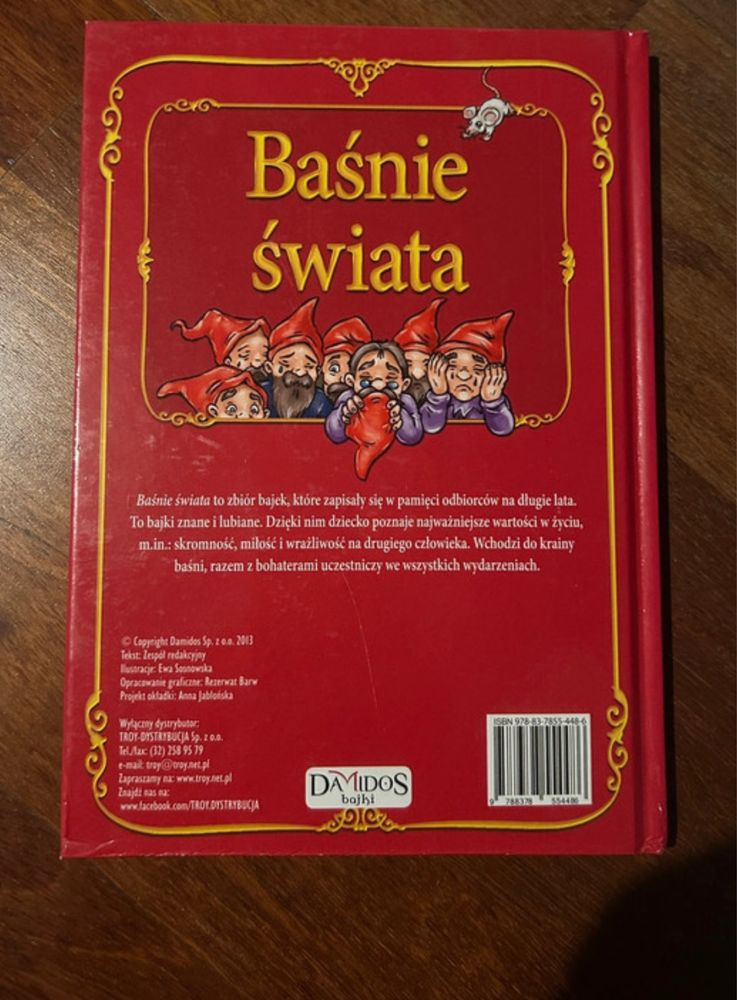 Baśnie
świata
Baśnie świata to zbiór bajek, które zapisały się w pamięci odbiorców na długie lata.
To bajki znane i lubiane. Dzięki nim dziecko poznaje najważniejsze wartości w życiu,
m.in.: skromność, miłość i wrażliwość na drugiego człowieka. Wchodzi do krainy
baśni, razem z bohaterami uczestniczy we wszystkich wydarzeniach.
© Copyright Damidos Sp. z o.o. 2013
Tekst: Zespół redakcyjny
Ilustracje: Ewa Sosnowska
Opracowanie graficzne: Rezerwat Barw
Projekt okładki: Anna Jabłońska
Wyłączny dystrybutor:
TROY-DYSTRYBUCJA Sp. z o.o.
Tel./fax: (32) 258 95 79
e-mail: troy@troy.net.pl
Zapraszamy na: www.troy.net.pl
Znajdź nas na:
www.facebook.com/TROY.DYSTRYBUCJA
DAMIDOS
bajki
ISBN 978-83-7855-448-6
9 788378 554486